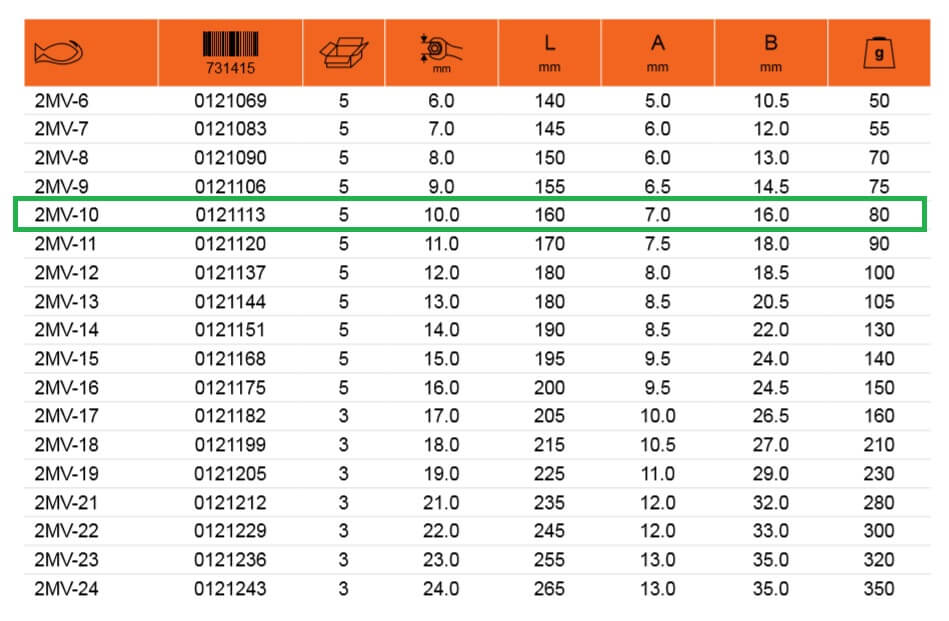 731415 mm L mm A mm B mm g
2MV-6 0121069 5 6.0 140 5.0 10.5 50
2MV-7 0121083 5 7.0 145 6.0 12.0 55
2MV-8 0121090 5 8.0 150 6.0 13.0 70
2MV-9 0121106 5 9.0 155 6.5 14.5 75
2MV-10 0121113 5 10.0 160 7.0 16.0 80
2MV-11 0121120 5 11.0 170 7.5 18.0 90
2MV-12 0121137 5 12.0 180 8.0 18.5 100
2MV-13 0121144 5 13.0 180 8.5 20.5 105
2MV-14 0121151 5 14.0 190 8.5 22.0 130
2MV-15 0121168 5 15.0 195 9.5 24.0 140
2MV-16 0121175 5 16.0 200 9.5 24.5 150
2MV-17 0121182 3 17.0 205 10.0 26.5 160
2MV-18 0121199 3 18.0 215 10.5 27.0 210
2MV-19 0121205 3 19.0 225 11.0 29.0 230
2MV-21 0121212 3 21.0 235 12.0 32.0 280
2MV-22 0121229 3 22.0 245 12.0 33.0 300
2MV-23 0121236 3 23.0 255 13.0 35.0 320
2MV-24 0121243 3 24.0 265 13.0 35.0 350